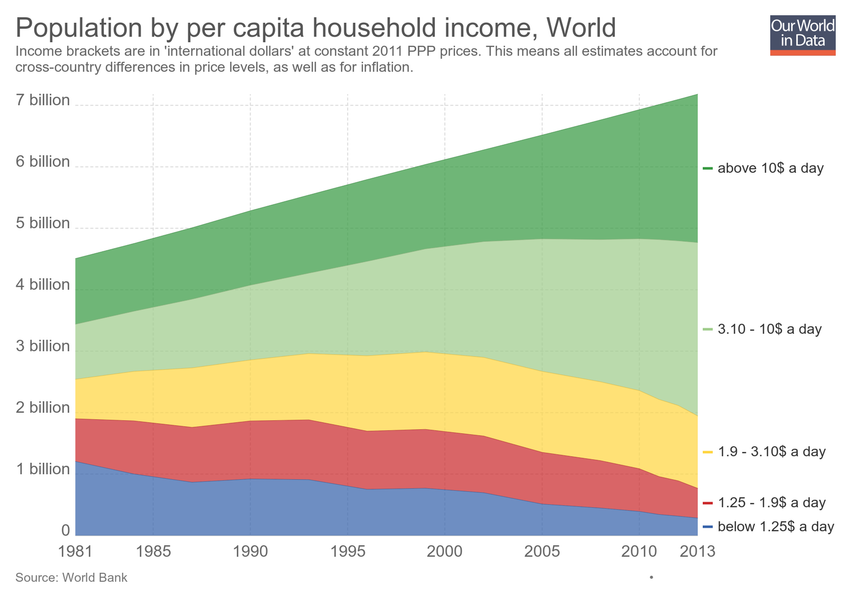 Population by per capita household income, World
Our World
in Data
Income brackets are in 'international dollars' at constant 2011 PPP prices. This means all estimates account for
cross-country differences in price levels, as well as for inflation.
7 billion
6 billion
5 billion
4 billion
3 billion
2 billion
1 billion
0
above 10$ a day
3.10 - 10$ a day
1.9 - 3.10$ a day
1.25 - 1.9$ a day
below 1.25$ a day
1981 1985 1990 1995 2000 2005 2010 2013
Source: World Bank